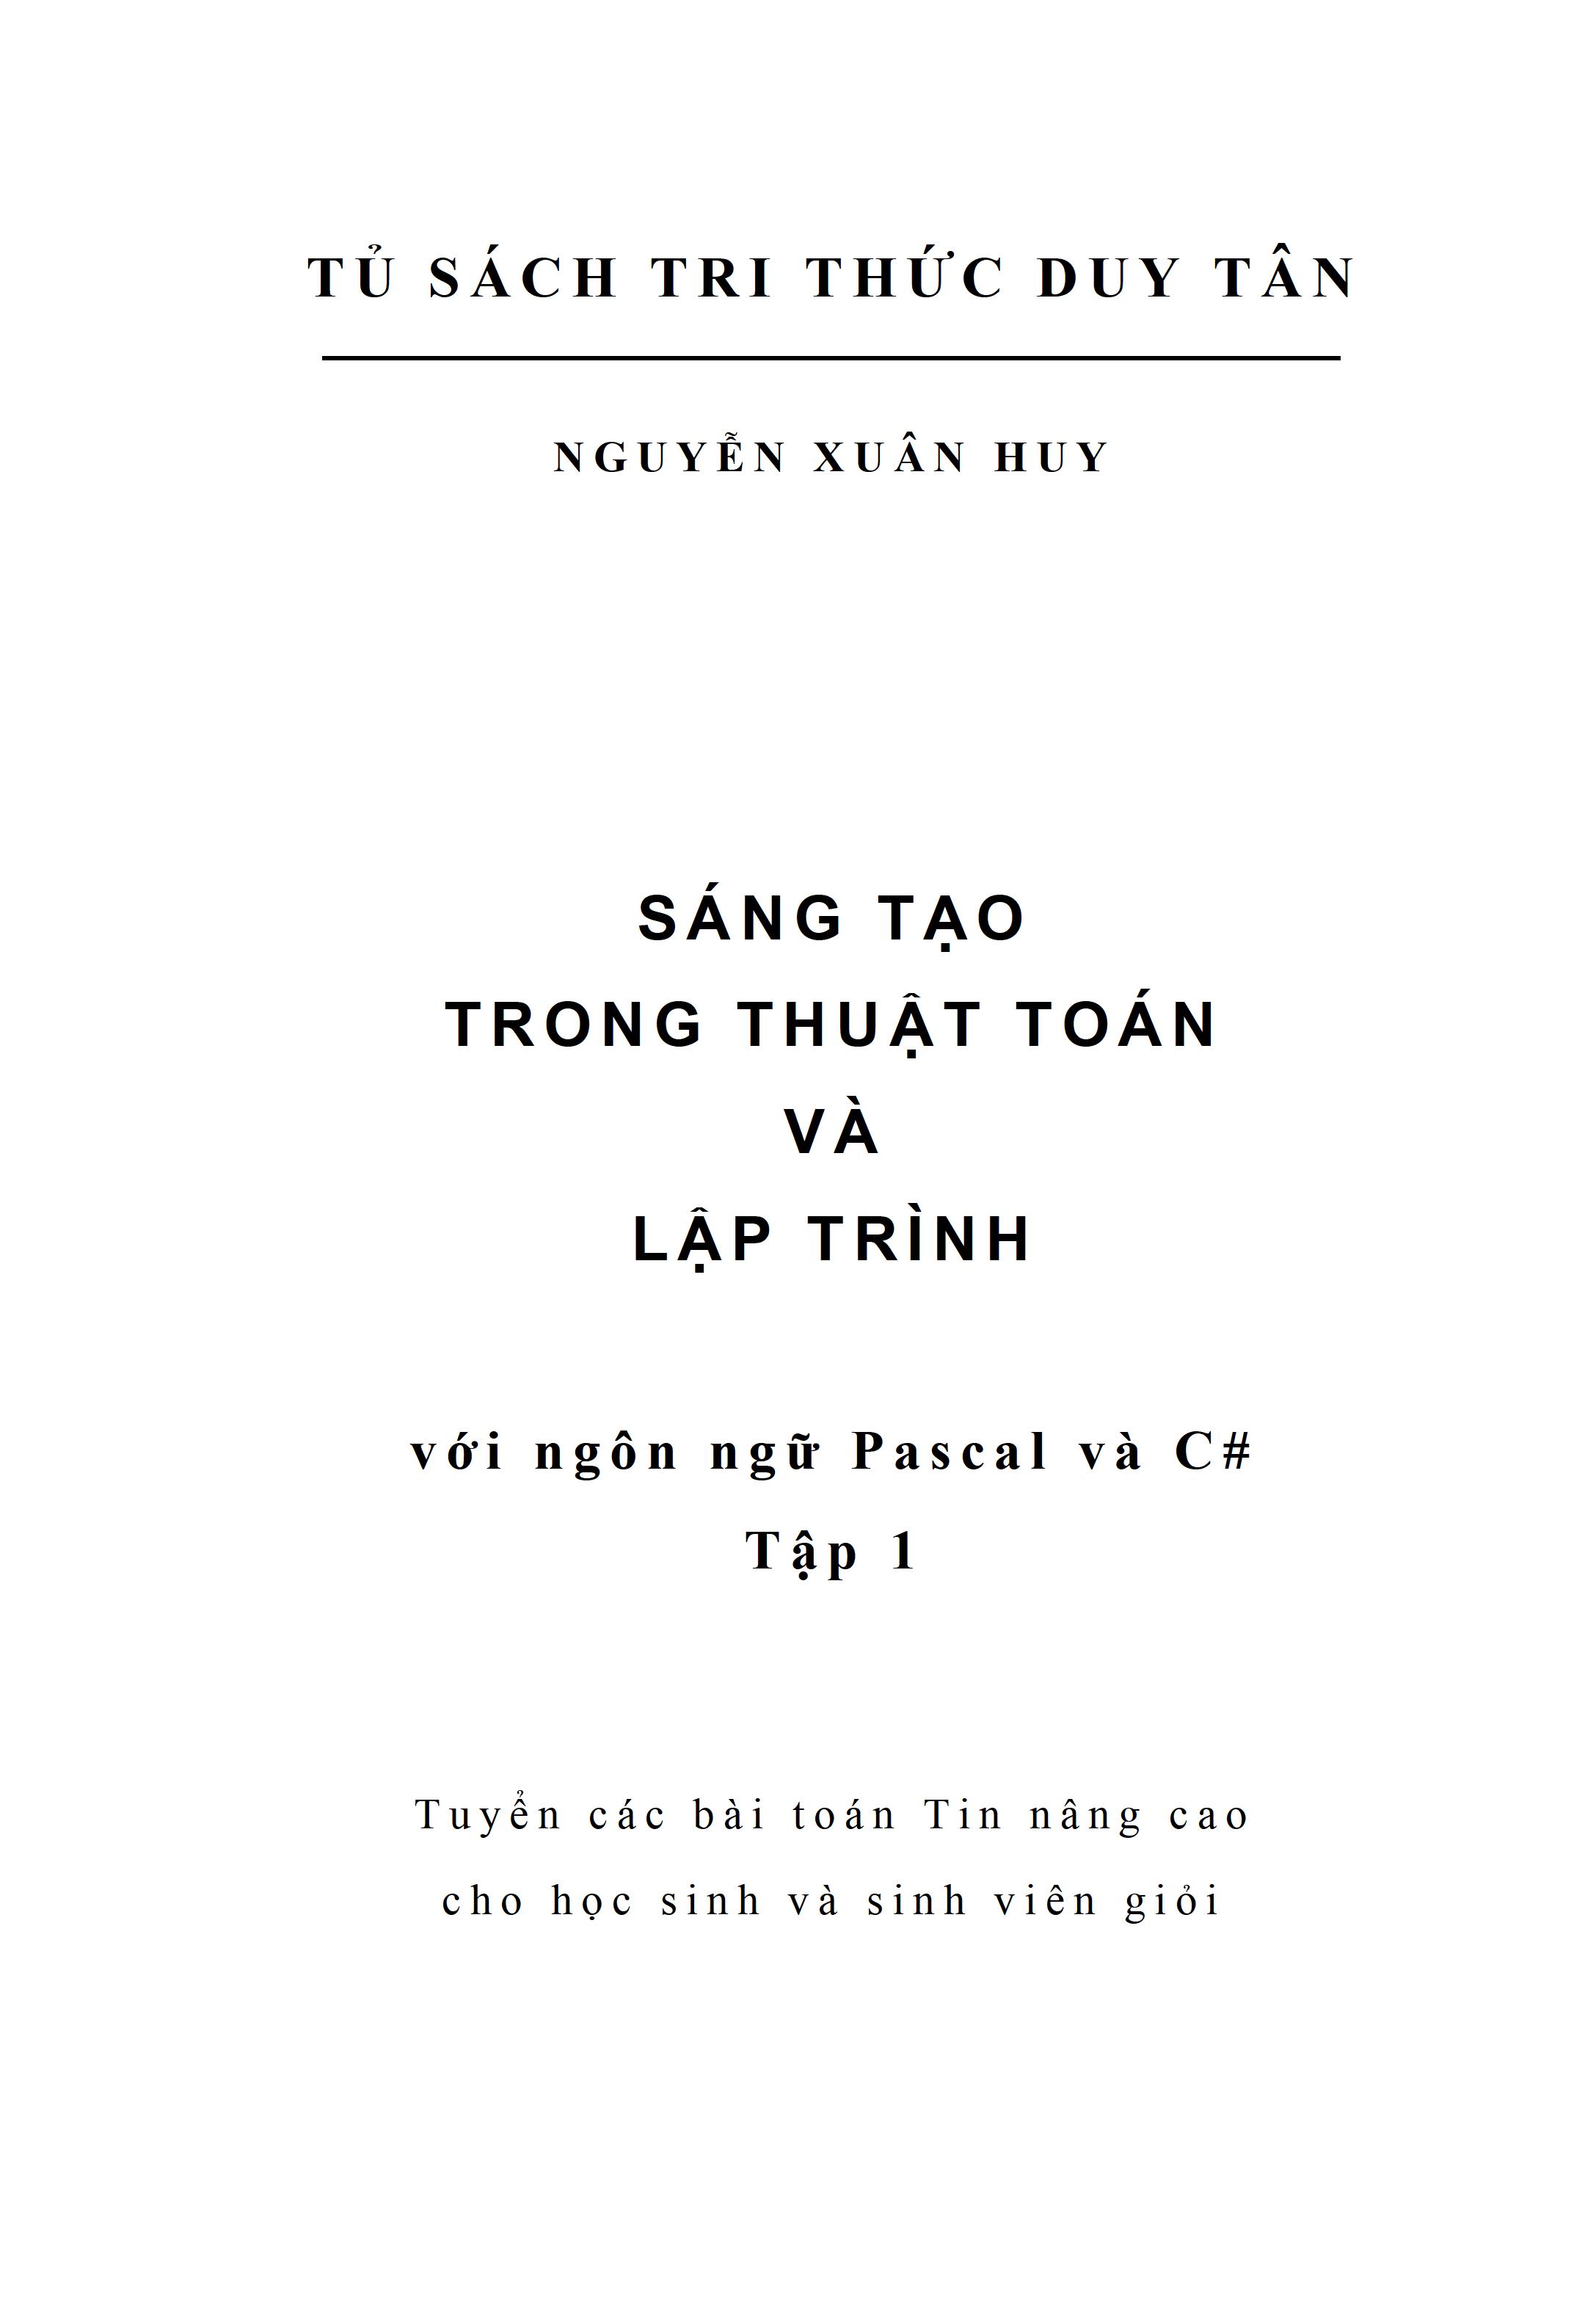 TỦ SÁCH TRI THỨC DUY TÂN
NGUYỄN XUÂN HUY
SÁNG TẠO
TRONG THUẬT TOÁN
VÀ
LẬP TRÌNH
với ngôn ngữ Pascal và C#
Tập 1
Tuyển các bài toán Tin nâng cao
cho học sinh và sinh viên giỏi